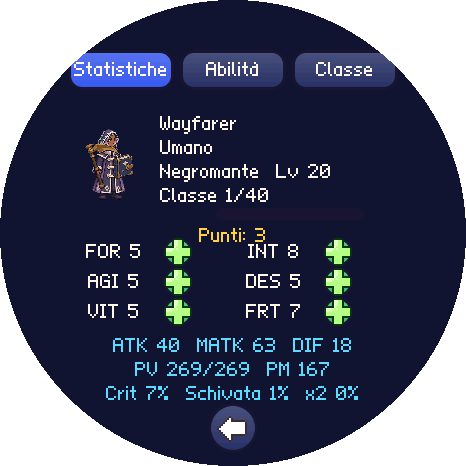 Statistiche Abilità Classe
Wayfarer
Umano
Negromante Lv 20
Classe 1/40
Punti: 3
FOR 5 INT 8
AGI 5 DES 5
VIT 5 FRT 7
ATK 40 MATK 63 DIF 18
PV 269/269 PM 167
Crit 7% Schivata 1% x2 0%